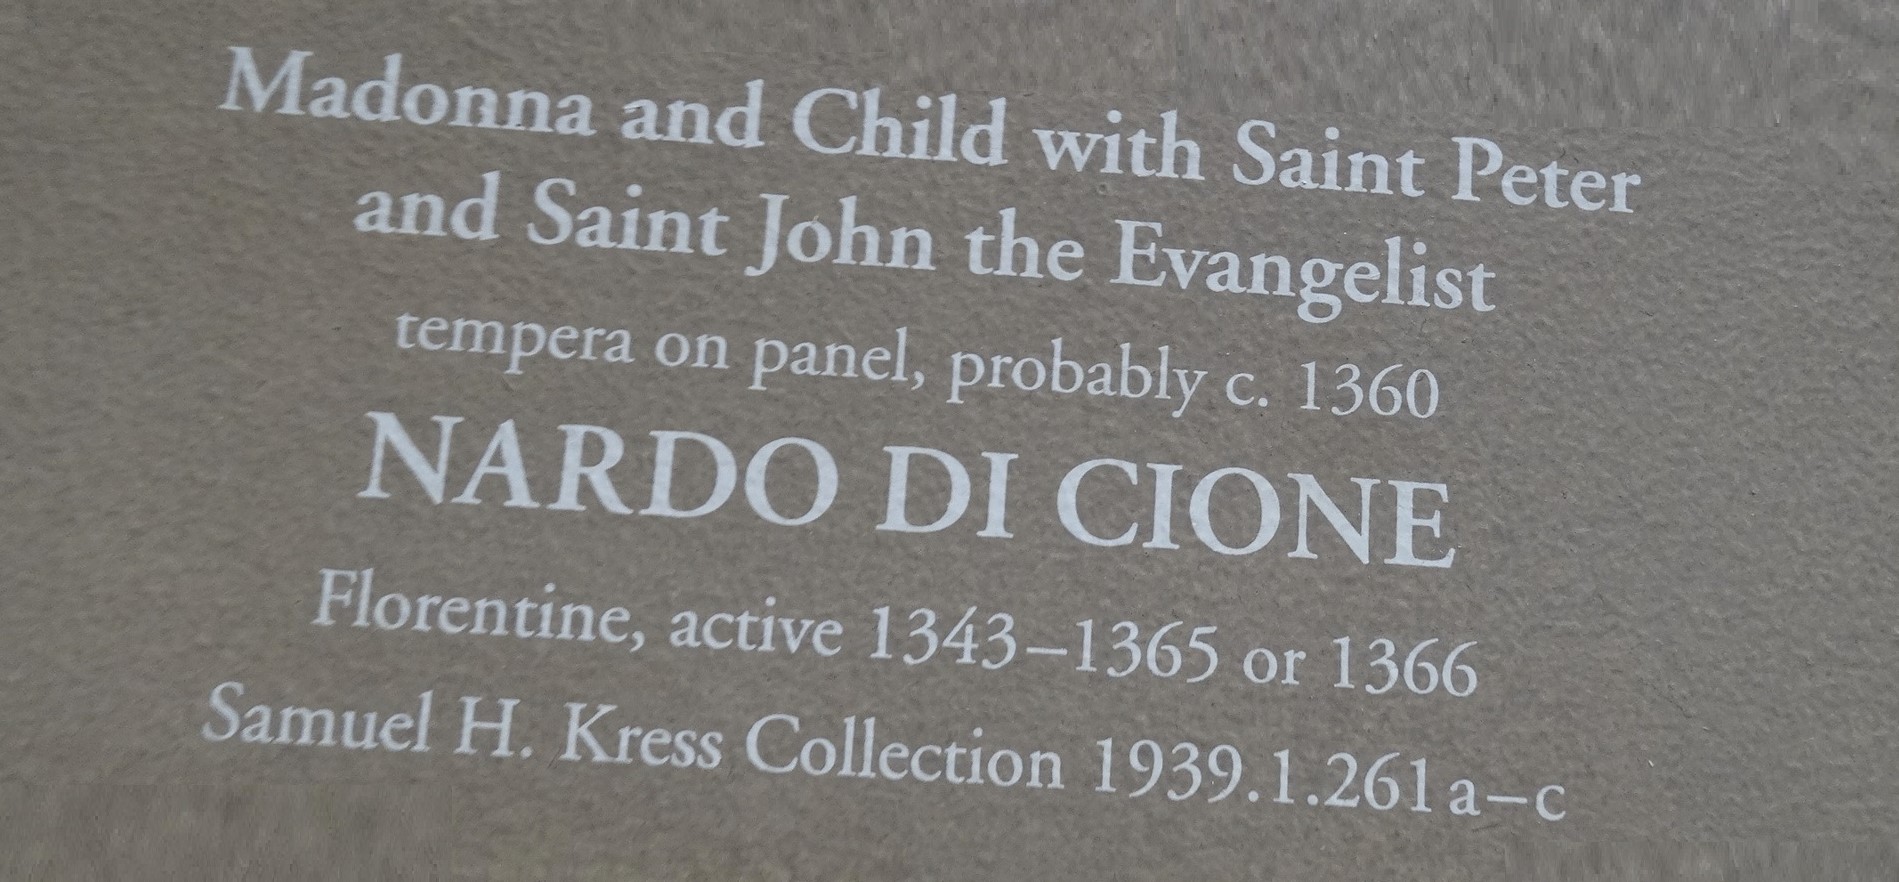 Madonna and Child with Saint Peter
and Saint John the Evangelist
tempera on panel, probably c. 1360
NARDO DI CIONE
Florentine, active 1343–1365 or 1366
Samuel H. Kress Collection 1939.1.261 a–c